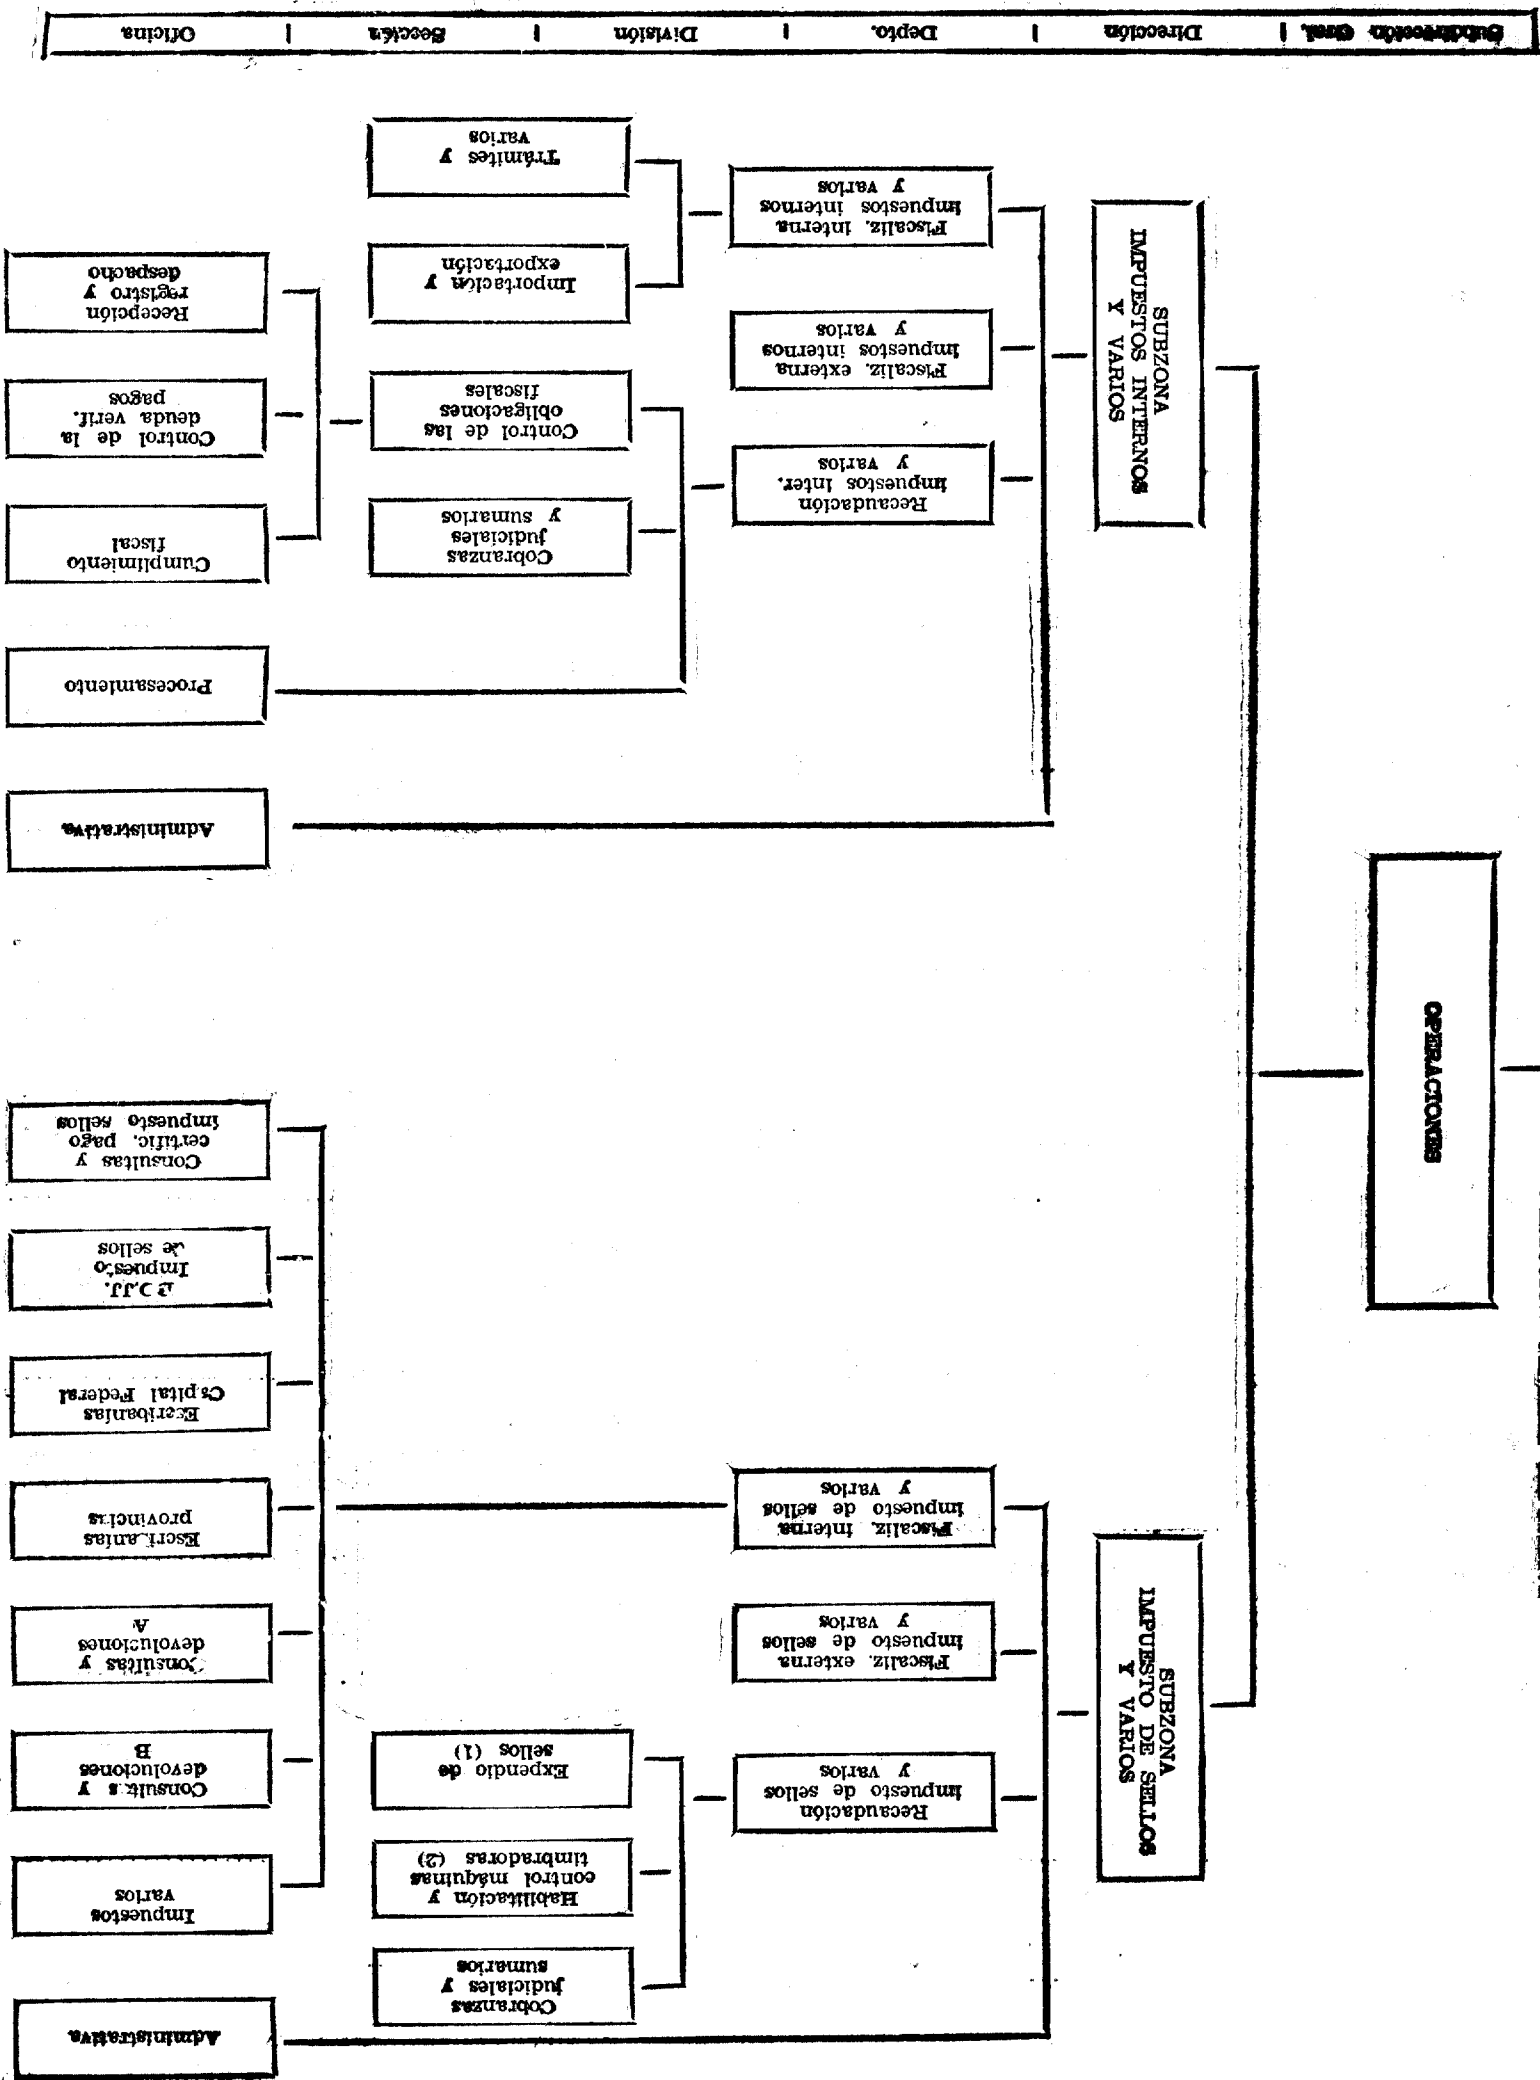 Administrativa
Cobranzas
judiciales y
sumarios
Impuestos
varios
Habilitación y
control máquinas
timbradoras (2)
SUBZONA
IMPUESTO DE SELLOS
Y VARIOS
Recaudación
impuesto de sellos
y varios
Expendio de
sellos (1)
devoluciones
B
Fiscaliz. externa
impuesto de sellos
y varios
Consultas y
devoluciones
A
Fiscaliz. interna
impuesto de sellos
y varios
provincias
Escribanías
Capital Federal
Impuesto
de sellos
Consultas y
certific. pago
impuesto sellos
OPERACIONES
Administrativa
Procesamiento
SUBZONA
IMPUESTOS INTERNOS
Y VARIOS
Recaudación
impuestos inter.
y varios
Cobranzas
judiciales
y sumarios
Cumplimiento
fiscal
Control de las
obligaciones
fiscales
Control de la
deuda verif.
pagos
Fiscaliz. externa
impuestos internos
y varios
Importación y
exportación
Recepción
registro y
despacho
Fiscaliz. interna
impuestos internos
y varios
Trámites y
varios
Subdirección Gral. | Dirección | Depto. | División | Sección | Oficina